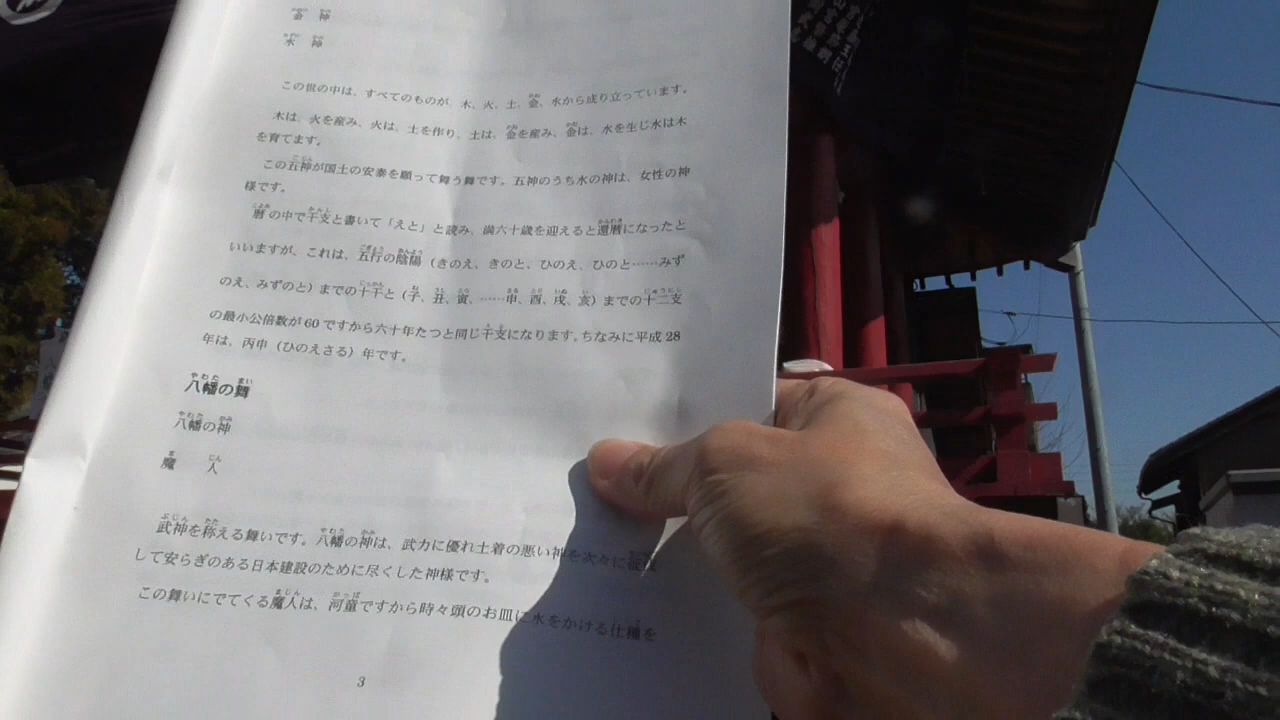 金神
水神
この世の中は、すべてのものが、木、火、土、金、水から成り立っています。
木は、火を産み、火は、土を作り、土は、金を産み、金は、水を生じ水は木
を育てます。
この五神が国土の安泰を願って舞う舞です。五神のうち水の神は、女性の神
様です。
暦の中で干支と書いて「えと」と読み、満六十歳を迎えると還暦になったと
いいますが、これは、五行の陰陽（きのえ、きのと、ひのえ、ひのと……みず
のえ、みずのと）までの十干と（子、丑、寅、……申、酉、戌、亥）までの十二支
の最小公倍数が60ですから六十年たつと同じ干支になります。ちなみに平成28
年は、丙申（ひのえさる）年です。
八幡の舞
八幡の神
魔人
武神を称える舞いです。八幡の神は、武力に優れ土着の悪い神を次々に
して安らぎのある日本建設のために尽くした神様です。
この舞いにでてくる魔人は、河童ですから時々頭のお皿に水をかける仕種を
3